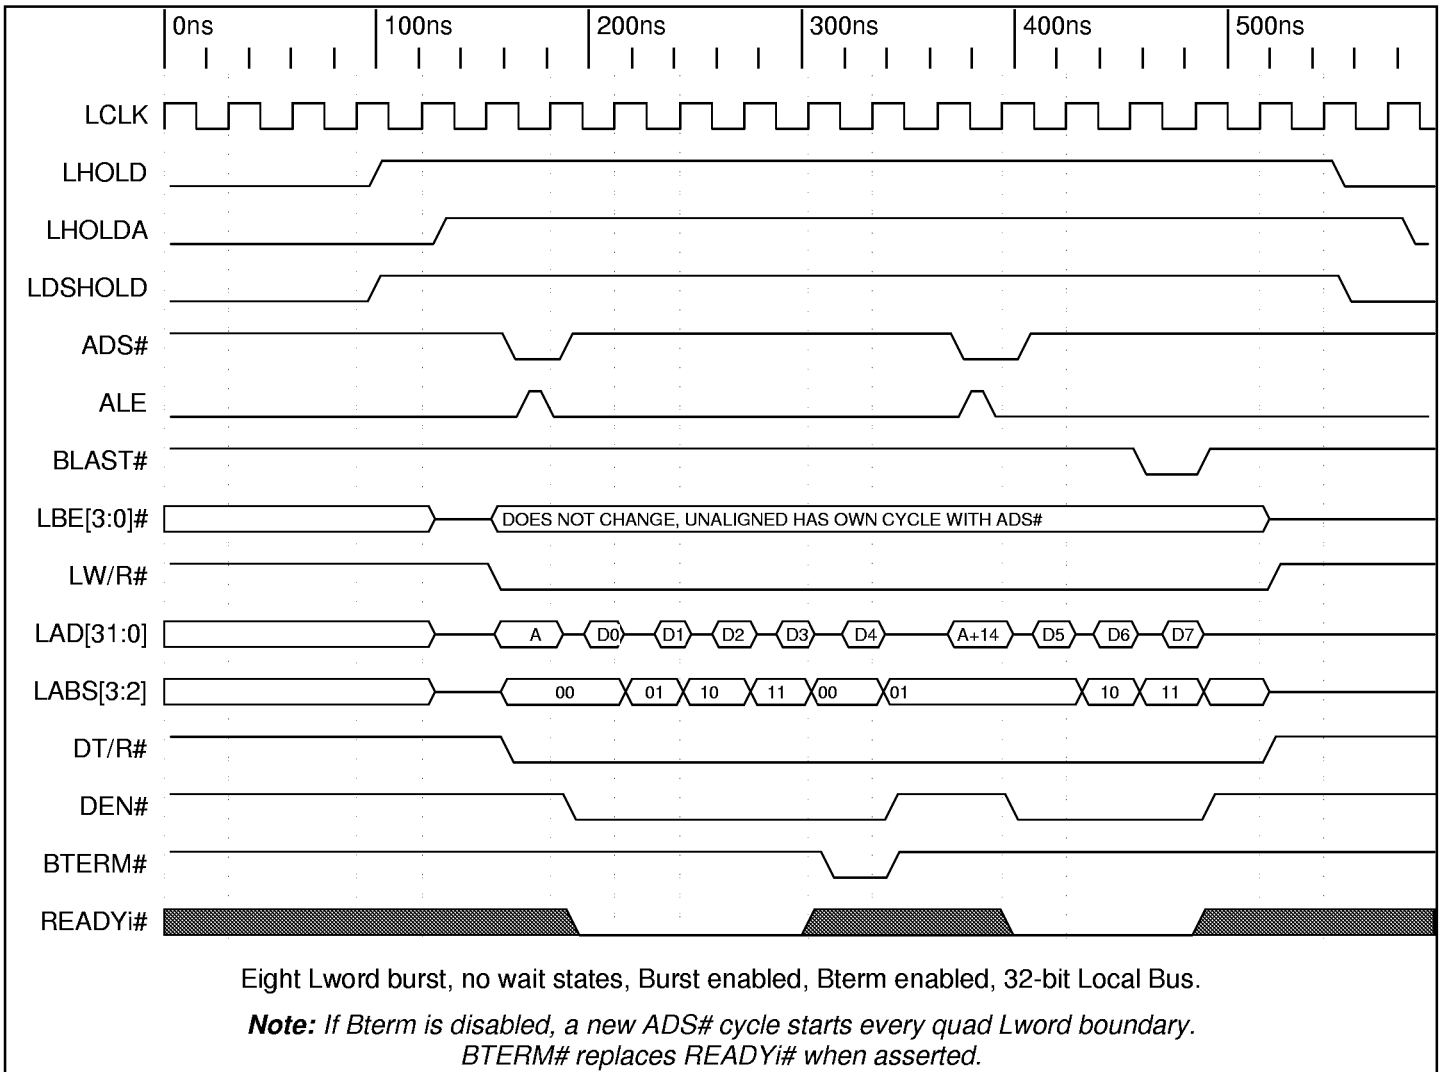 0ns 100ns 200ns 300ns 400ns 500ns
LCLK
LHOLD
LHOLDA
LDSHOLD
ADS#
ALE
BLAST#
LBE[3:0]# DOES NOT CHANGE, UNALIGNED HAS OWN CYCLE WITH ADS#
LW/R#
LAD[31:0] A D0 D1 D2 D3 D4 A+14 D5 D6 D7
LABS[3:2] 00 01 10 11 00 01 10 11
DT/R#
DEN#
BTERM#
READYi#
Eight Lword burst, no wait states, Burst enabled, Bterm enabled, 32-bit Local Bus.
Note: If Bterm is disabled, a new ADS# cycle starts every quad Lword boundary.
BTERM# replaces READYi# when asserted.